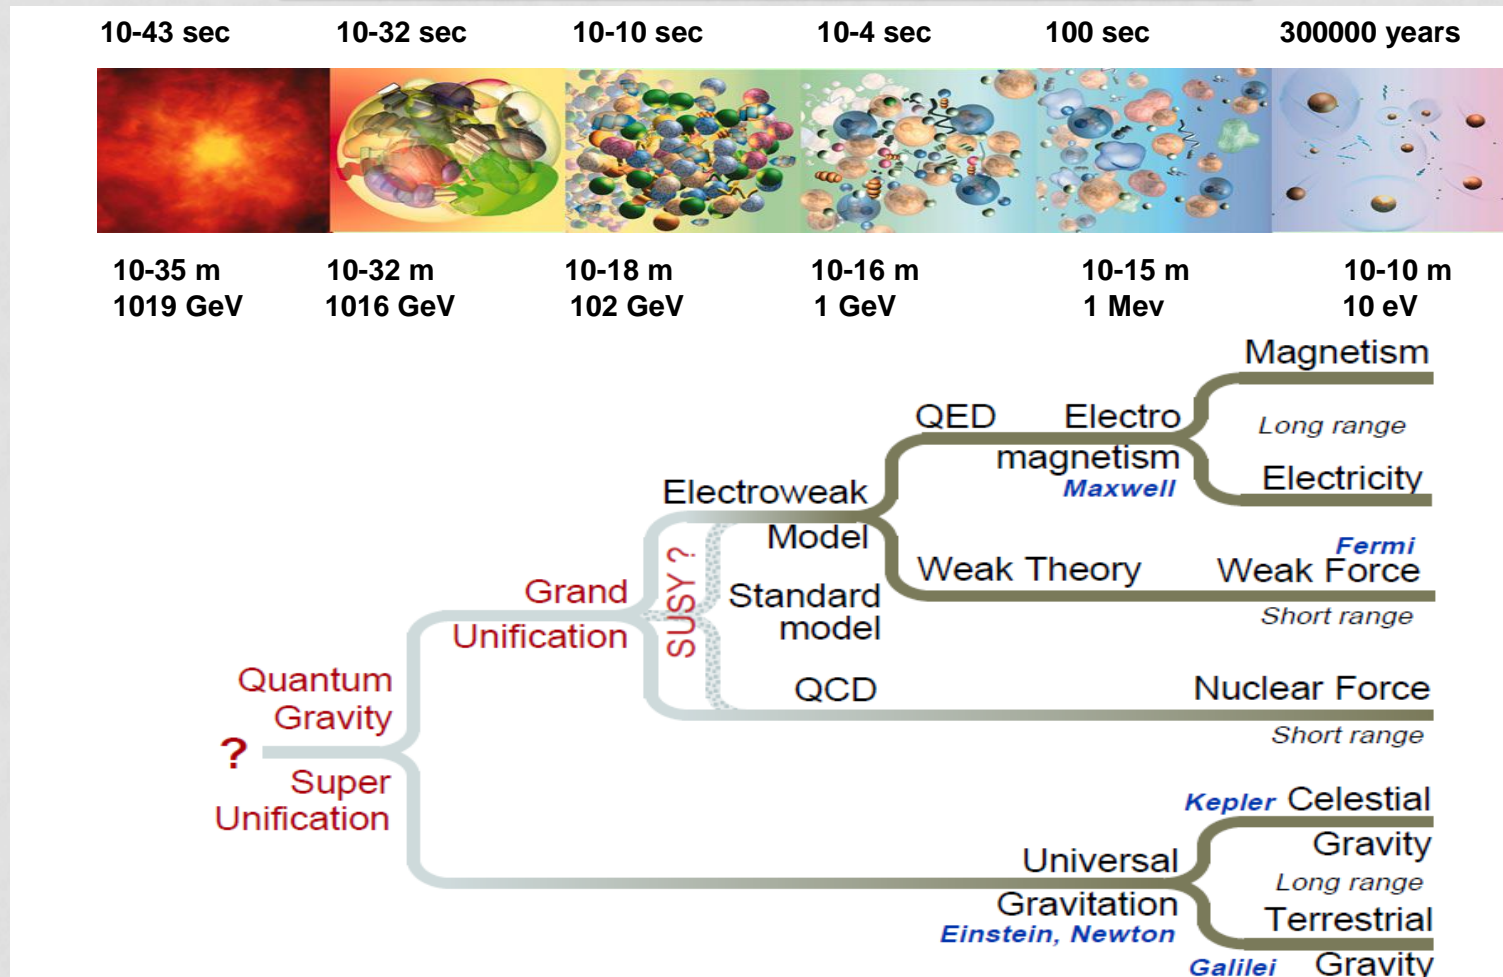 10-43 sec 10-32 sec 10-10 sec 10-4 sec 100 sec 300000 years
10-35 m 10-32 m 10-18 m 10-16 m 10-15 m 10-10 m
1019 GeV 1016 GeV 102 GeV 1 GeV 1 Mev 10 eV
Magnetism
QED Electro
magnetism
Maxwell
Long range
Electricity
Electroweak
Model
Fermi
Weak Theory Weak Force
Short range
SUSY ?
Grand
Unification
Standard
model
QCD Nuclear Force
Short range
Quantum
Gravity
?
Super
Unification
Kepler Celestial
Gravity
Universal
Gravitation
Einstein, Newton
Long range
Terrestrial
Galilei Gravity